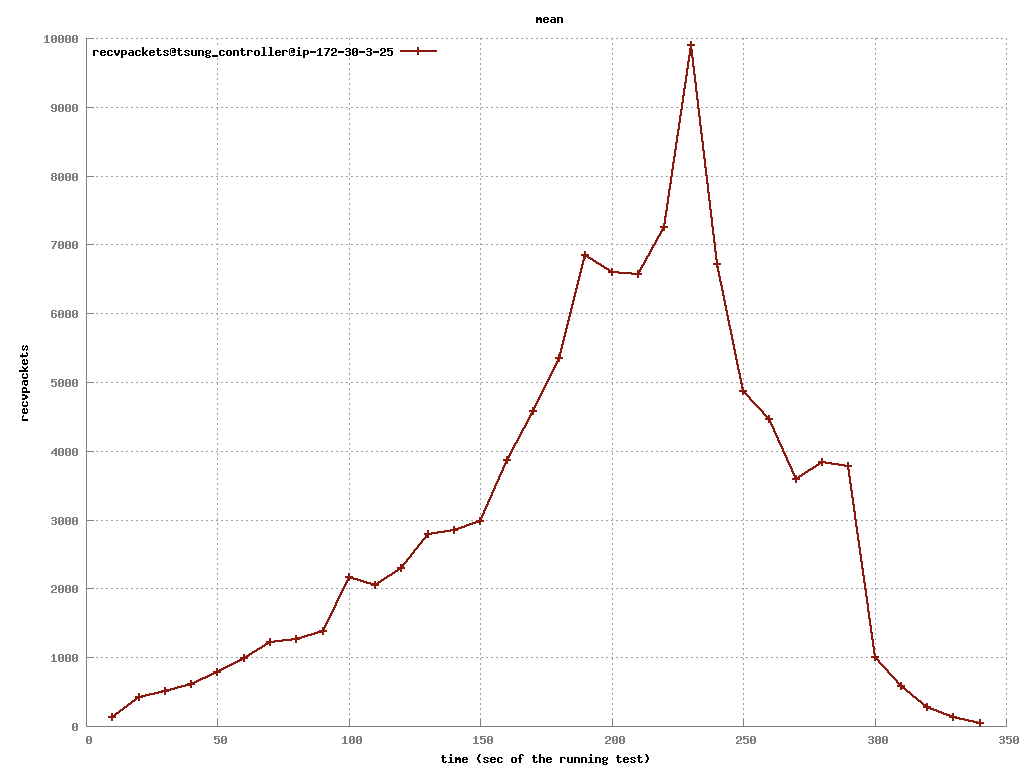 mean
10000
recvpackets@tsung_controller@ip-172-30-3-25
9000
8000
7000
6000
5000
4000
3000
2000
1000
0
recvpackets
0 50 100 150 200 250 300 350
time (sec of the running test)